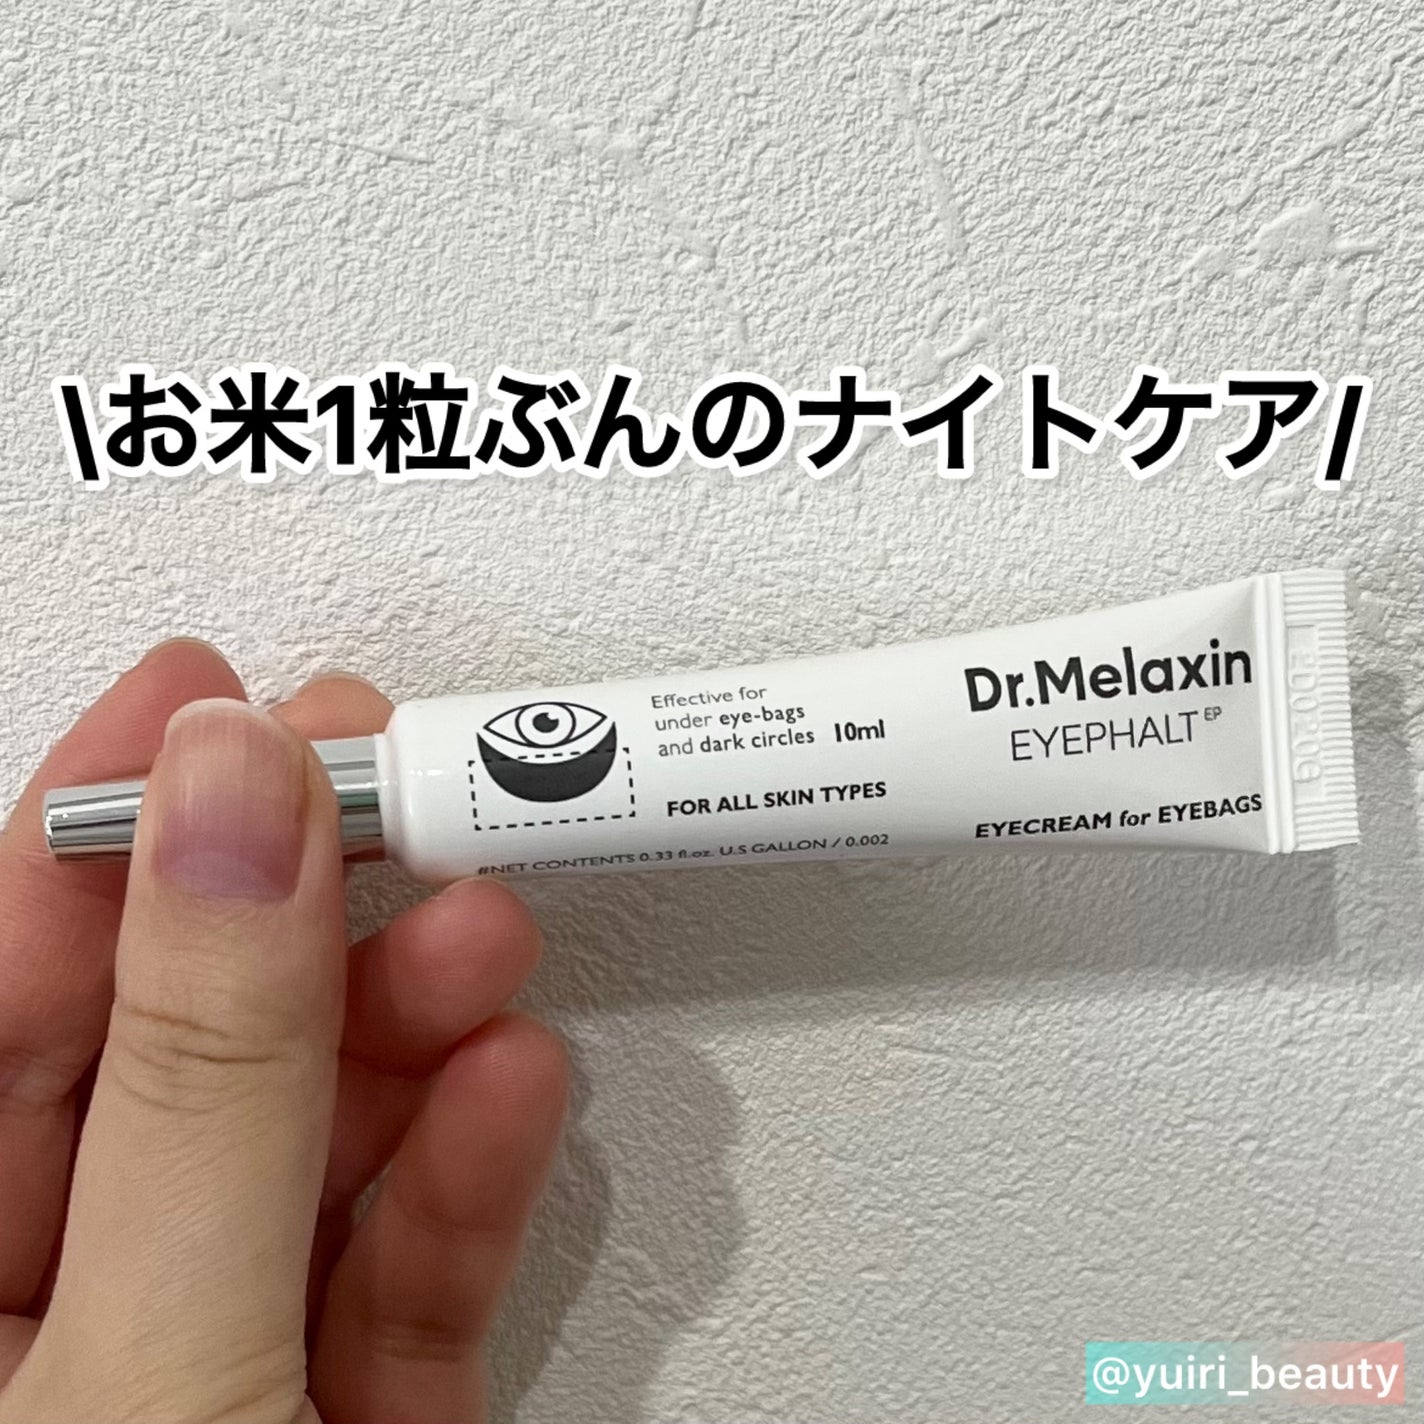 \お米1粒ぶんのナイトケア/
Effective for
under eye-bags
and dark circles 10ml
FOR ALL SKIN TYPES
#NET CONTENTS 0.33 fl.oz. U.S GALLON / 0.002
Dr.Melaxin
EYEPHALT EP
EYECREAM for EYEBAGS
@yuiri_beauty